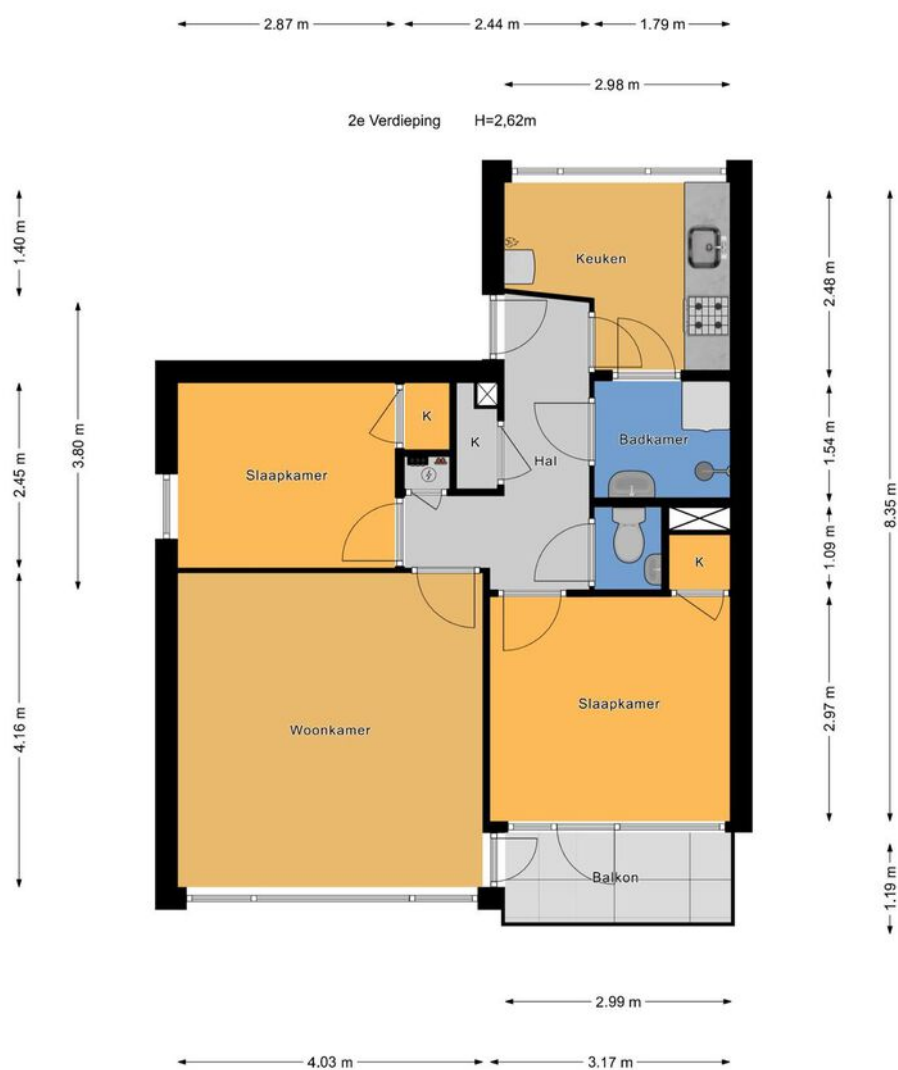 2.87 m
2.44 m
1.79 m
2.98 m
2e Verdieping H=2,62m
1.40 m
2.48 m
Keuken
3.80 m
2.45 m
K
K
Badkamer
Hal
Slaapkamer
1.54 m
8.35 m
1.09 m
K
4.16 m
Woonkamer
Slaapkamer
2.97 m
Balkon
1.19 m
2.99 m
4.03 m
3.17 m